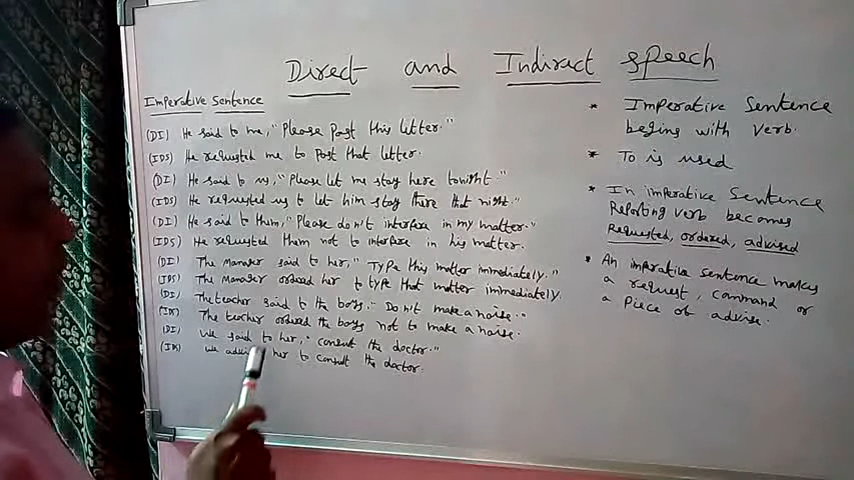 Direct and Indirect speech
Imperative Sentence
(DI) He said to me, "Please Post this letter."
(IDS) He requested me to Post that letter.
(DI) He said to us, "Please let me stay here tonight."
(IDS) He requested us to let him stay there that night.
(DI) He said to them, "Please don't interfere in my matter."
(IDS) He requested them not to interfere in his matter.
(DI) The Manager said to her, "Type this matter immediately."
(IDS) The Manager ordered her to type that matter immediately.
(DI) The teacher said to the boys, "Don't make a noise."
The teacher ordered the boys not to make a noise.
(DI) We said to her, "consult the doctor."
we her to consult the doctor.
* Imperative Sentence
begins with verb.
* To is used
* In imperative Sentence
Reporting verb becomes
requested, ordered, advised
* An imperative sentence makes
a request, command or
a Piece of advise.